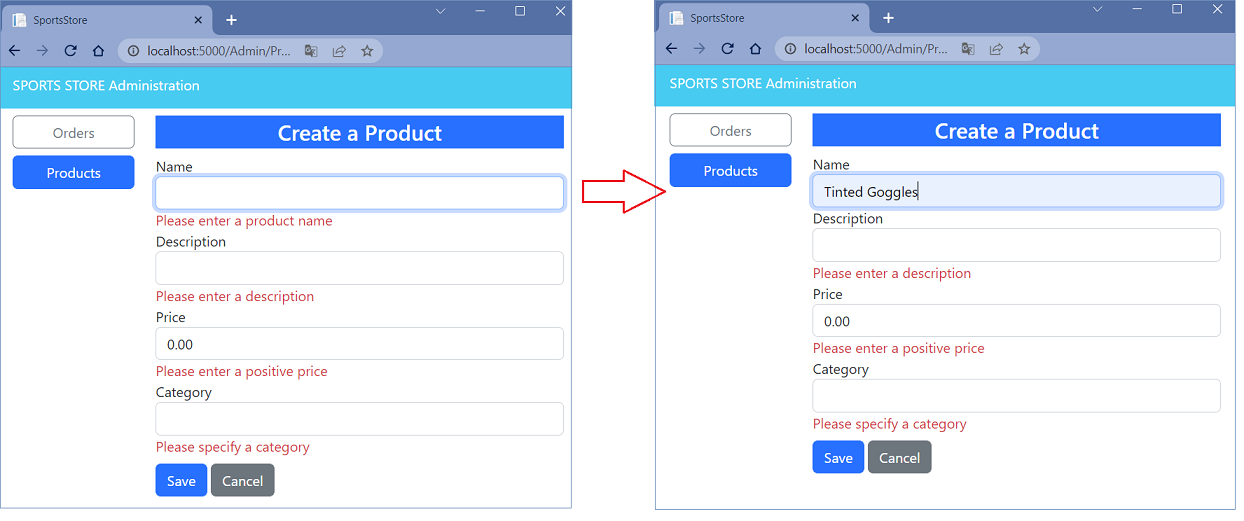 SportsStore
localhost:5000/Admin/Pr...
SPORTS STORE Administration
Orders
Products
Create a Product
Name
Please enter a product name
Description
Please enter a description
Price
0.00
Please enter a positive price
Category
Please specify a category
Save Cancel
SportsStore
localhost:5000/Admin/Pr...
SPORTS STORE Administration
Orders
Products
Create a Product
Name
Tinted Goggles
Description
Please enter a description
Price
0.00
Please enter a positive price
Category
Please specify a category
Save Cancel